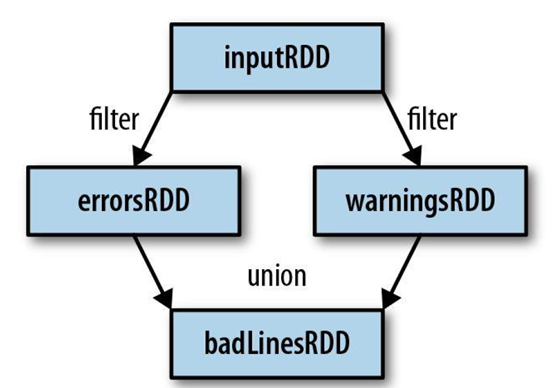 inputRDD
filter
filter
errorsRDD
warningsRDD
union
badLinesRDD